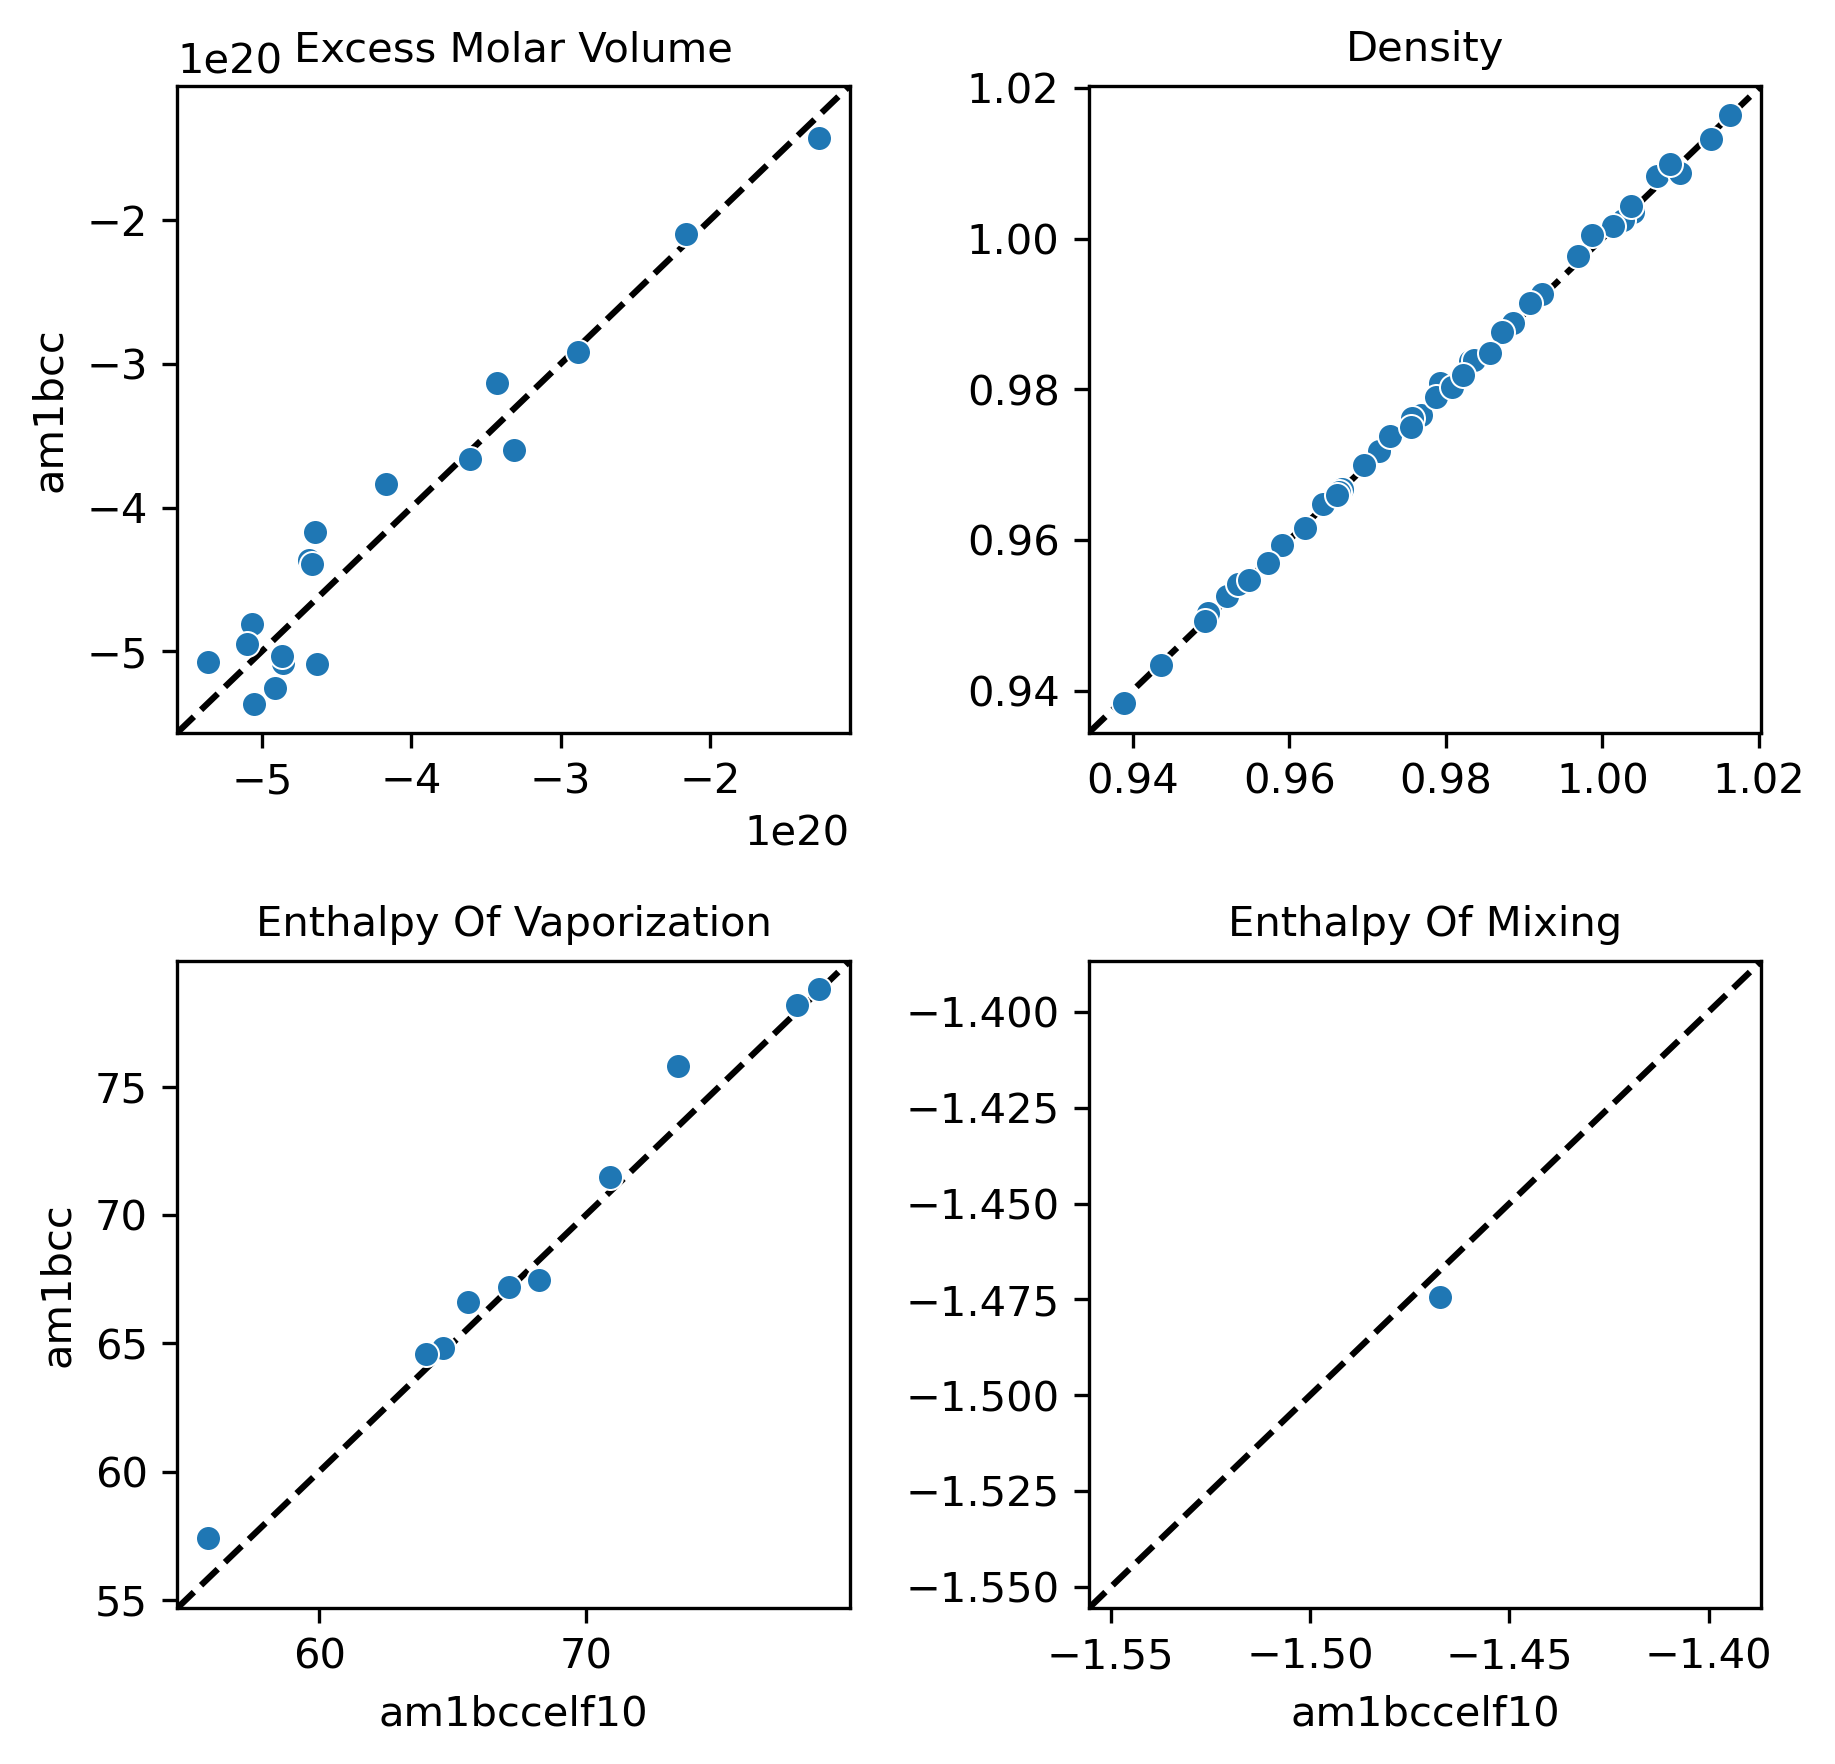 1e20 Excess Molar Volume
Density
am1bcc
−2
−3
−4
−5
−5 −4 −3 −2
1e20
1.02
1.00
0.98
0.96
0.94
0.94 0.96 0.98 1.00 1.02
Enthalpy Of Vaporization
Enthalpy Of Mixing
am1bcc
75
70
65
60
55
60 70
am1bccelf10
−1.400
−1.425
−1.450
−1.475
−1.500
−1.525
−1.550
−1.55 −1.50 −1.45 −1.40
am1bccelf10